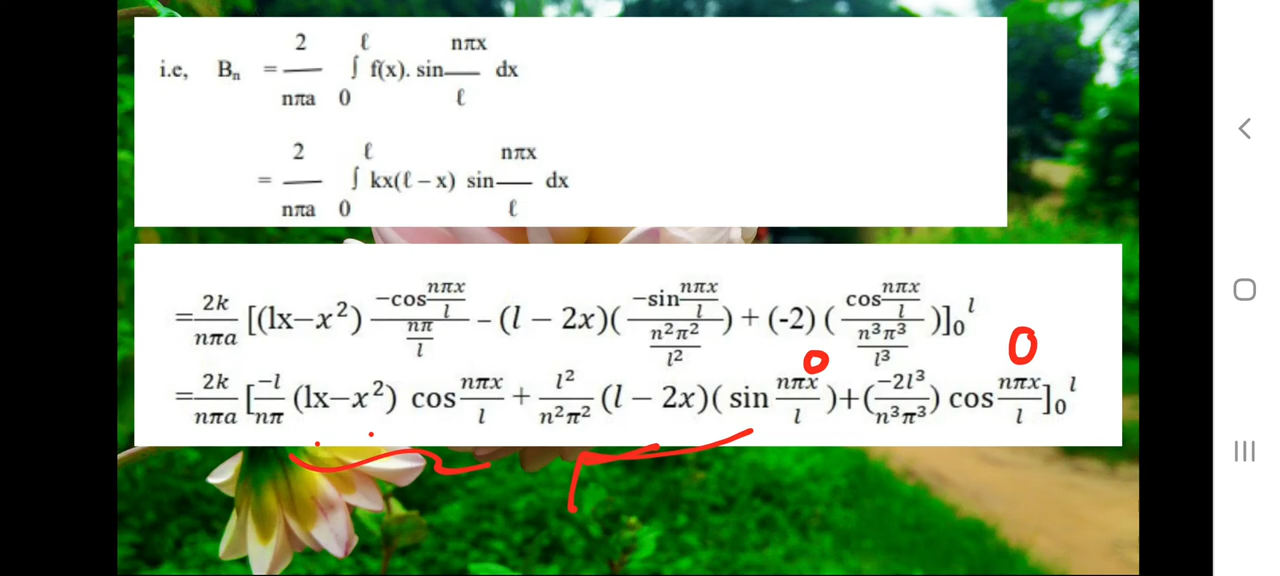 i.e, Bₙ = 2/nπa ∫₀^ℓ f(x). sin nπx/ℓ dx
= 2/nπa ∫₀^ℓ kx(ℓ – x) sin nπx/ℓ dx
= 2k/nπa [(lx−x²) (−cos nπx/l)/(nπ/l) − (l − 2x)((−sin nπx/l)/(n²π²/l²)) + (-2) ((cos nπx/l)/(n³π³/l³))]₀^l
= 2k/nπa [−l/nπ (lx−x²) cos nπx/l + l²/n²π² (l − 2x)( sin nπx/l )+(−2l³/n³π³) cos nπx/l ]₀^l
0 0